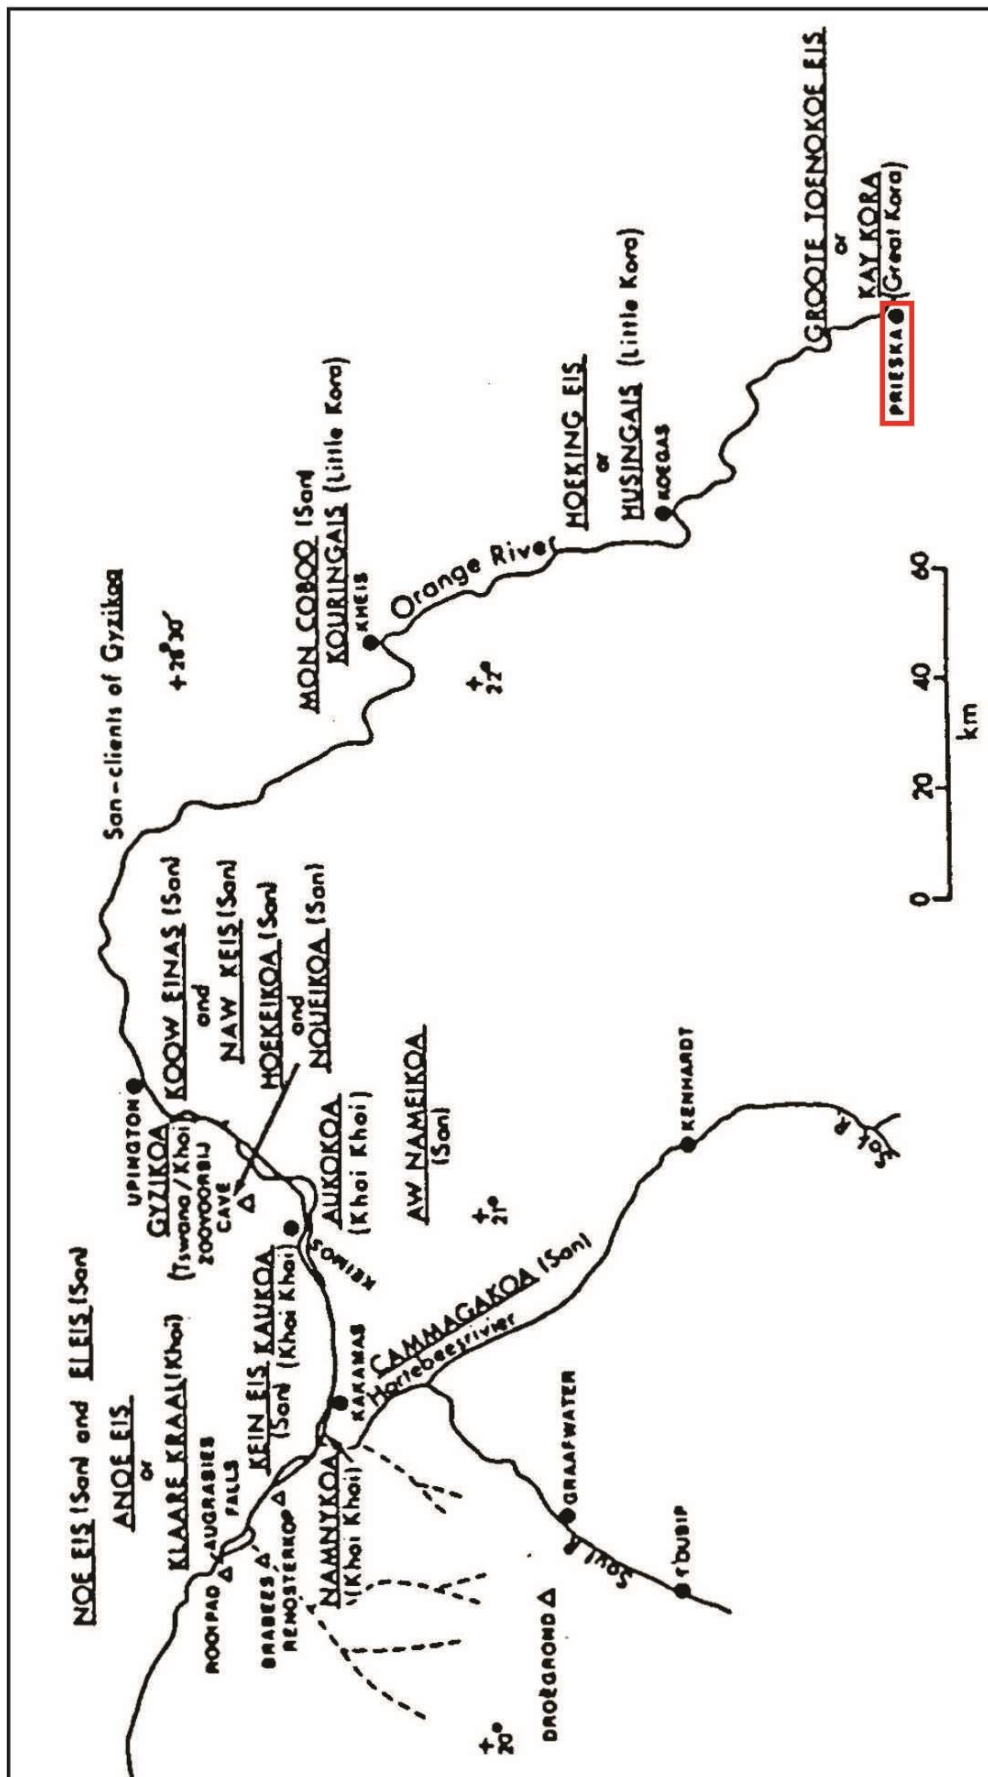 NOE EIS (San) and EIEIS (San)
ANOE EIS
or
KLAARE KRAAL (Khoi)
ROOIPAD
AUGRABIES
FALLS
BRABEES
RENOSTERKOP
KEIN EIS
(San)
KAUKOA
(Khoi Khoi)
NAMNYKOA
(Khoi Khoi)
KAKAMAS
CAMMAGAKOA (San)
Hartebeesrivier
GRAAFWATER
T'DUBIP
DROËGROND
+
20°
UPINGTON
GYZIKOA
(Tswana/Khoi)
ZOOVOORBIJ
CAVE
KOOW EINAS (San)
and
NAW KEIS (San)
HOEKEIKOA (San)
and
NOUEIKOA (San)
KEIMOS
AUKOKOA
(Khoi Khoi)
AW NAMEIKOA
(San)
+
21°
KENHARDT
Sak R.
San-clients of Gyzikoa
+28°30'
MON COBOO (San)
KOURINGAIS (Little Kora)
KHEIS
Orange River
+
22°
HOEKING EIS
or
HUSINGAIS (Little Kora)
KOEGAS
GROOTE TOENOKOE EIS
or
KAY KORA
(Great Kora)
PRIESKA
0 20 40 60
km